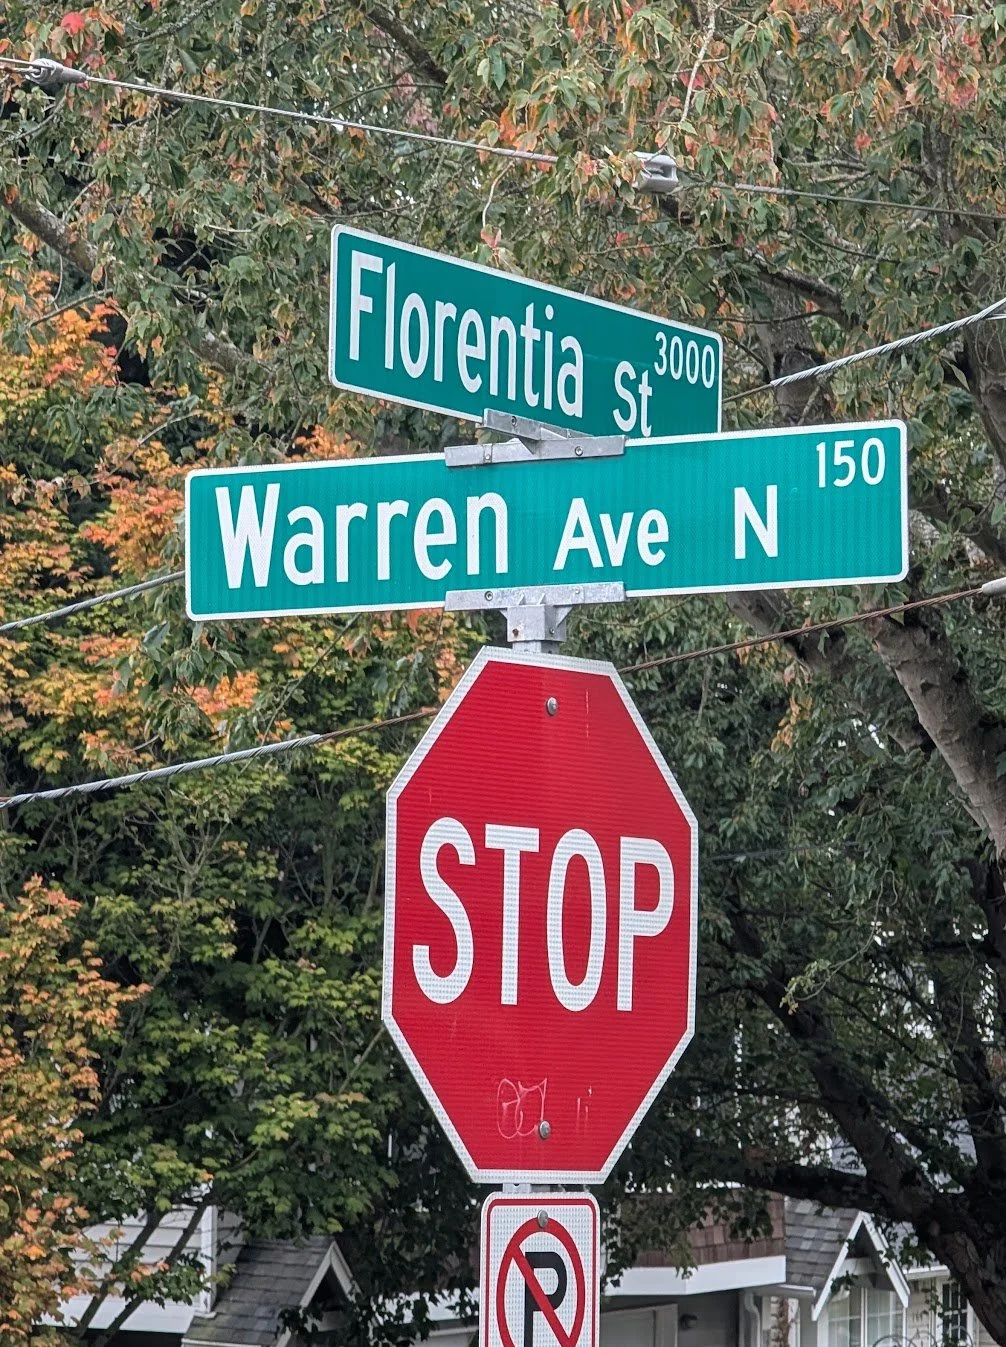 Florentia St 3000
Warren Ave N 150
STOP
P